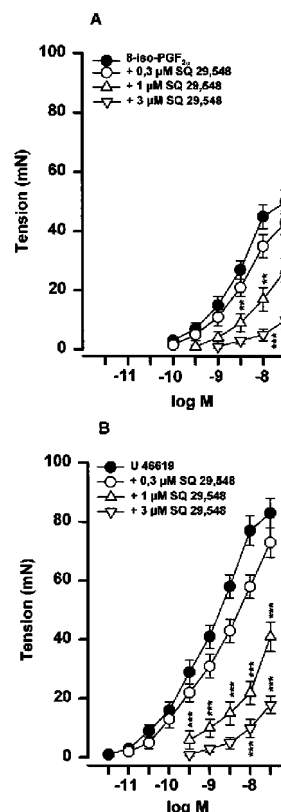 A
8-iso-PGF2α
+ 0,3 µM SQ 29,548
+ 1 µM SQ 29,548
+ 3 µM SQ 29,548
100
80
60
40
20
0
Tension (mN)
**
**
***
-11 -10 -9 -8
log M
B
U 46619
+ 0,3 µM SQ 29,548
+ 1 µM SQ 29,548
+ 3 µM SQ 29,548
100
80
60
40
20
0
Tension (mN)
***
***
***
***
***
***
***
-11 -10 -9 -8
log M